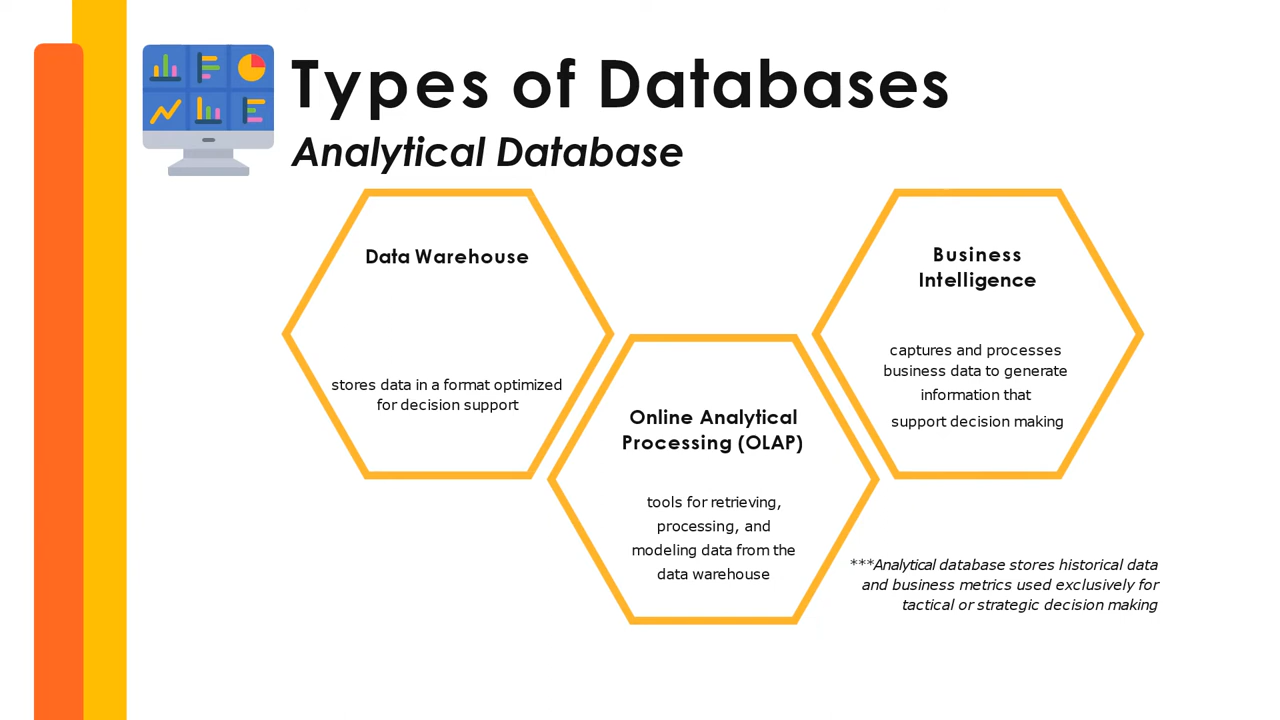 Types of Databases
Analytical Database
Data Warehouse
stores data in a format optimized
for decision support
Online Analytical
Processing (OLAP)
tools for retrieving,
processing, and
modeling data from the
data warehouse
Business
Intelligence
captures and processes
business data to generate
information that
support decision making
***Analytical database stores historical data
and business metrics used exclusively for
tactical or strategic decision making